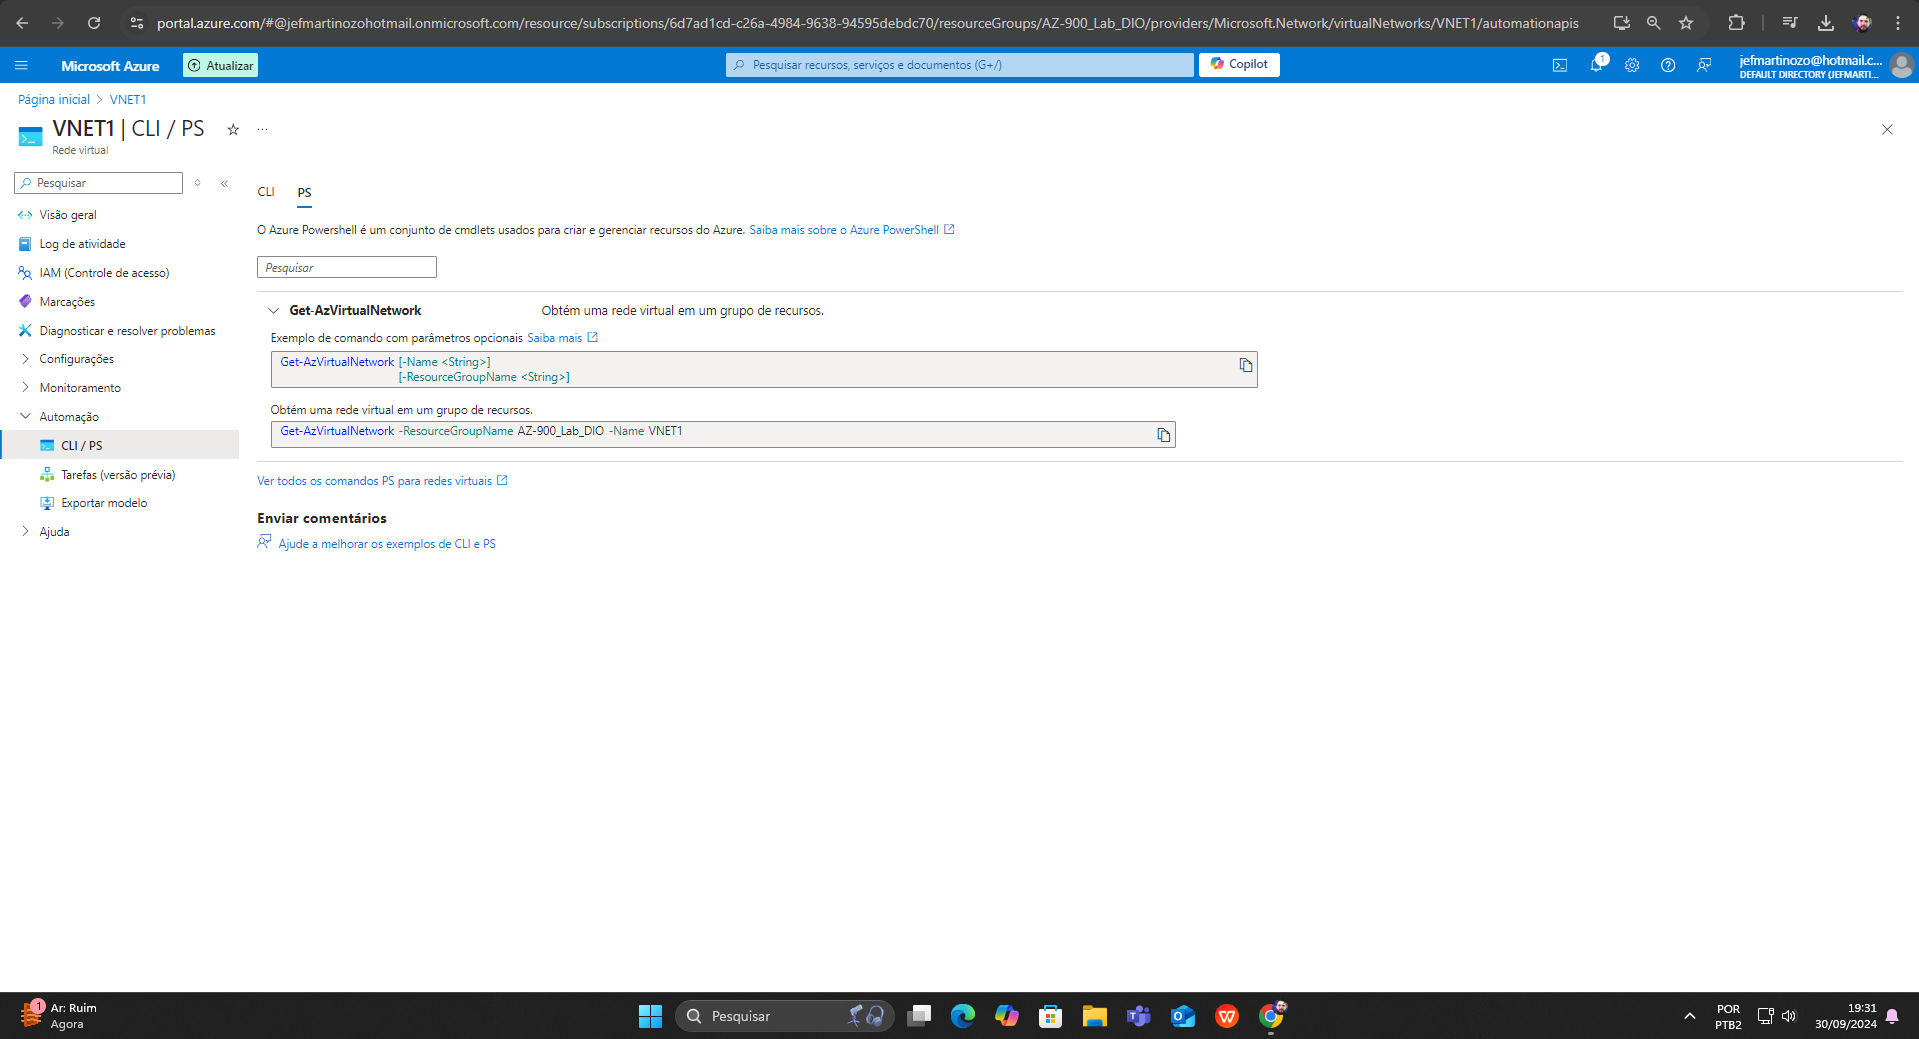 portal.azure.com/#@jefmartinozohotmail.onmicrosoft.com/resource/subscriptions/6d7ad1cd-c26a-4984-9638-94595debdc70/resourceGroups/AZ-900_Lab_DIO/providers/Microsoft.Network/virtualNetworks/VNET1/automationapis
Microsoft Azure
Atualizar
Pesquisar recursos, serviços e documentos (G+/)
Copilot
1
jefmartinozo@hotmail.c...
DEFAULT DIRECTORY (JEFMARTI...
Página inicial > VNET1
VNET1 | CLI / PS
Rede virtual
Pesquisar
Visão geral
Log de atividade
IAM (Controle de acesso)
Marcações
Diagnosticar e resolver problemas
Configurações
Monitoramento
Automação
CLI / PS
Tarefas (versão prévia)
Exportar modelo
Ajuda
CLI PS
O Azure Powershell é um conjunto de cmdlets usados para criar e gerenciar recursos do Azure. Saiba mais sobre o Azure PowerShell
Pesquisar
Get-AzVirtualNetwork Obtém uma rede virtual em um grupo de recursos.
Exemplo de comando com parâmetros opcionais Saiba mais
Get-AzVirtualNetwork [-Name <String>]
[-ResourceGroupName <String>]
Obtém uma rede virtual em um grupo de recursos.
Get-AzVirtualNetwork -ResourceGroupName AZ-900_Lab_DIO -Name VNET1
Ver todos os comandos PS para redes virtuais
Enviar comentários
Ajude a melhorar os exemplos de CLI e PS
1
Ar: Ruim
Agora
Pesquisar
POR
PTB2
19:31
30/09/2024